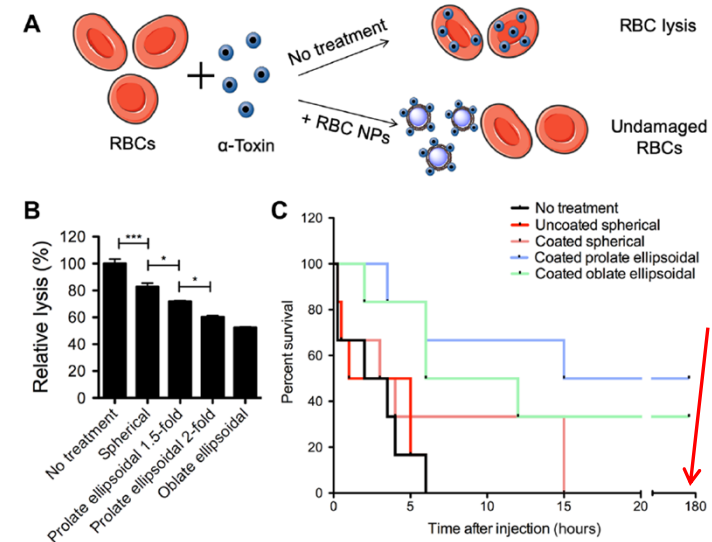 A
RBCs
α-Toxin
No treatment
+ RBC NPs
RBC lysis
Undamaged
RBCs
B
Relative lysis (%)
120
100
80
60
40
20
0
No treatment
Spherical
Prolate ellipsoidal 1.5-fold
Prolate ellipsoidal 2-fold
Oblate ellipsoidal
***
*
*
C
No treatment
Uncoated spherical
Coated spherical
Coated prolate ellipsoidal
Coated oblate ellipsoidal
Percent survival
120
100
80
60
40
20
0
0 5 10 15 20 180
Time after injection (hours)